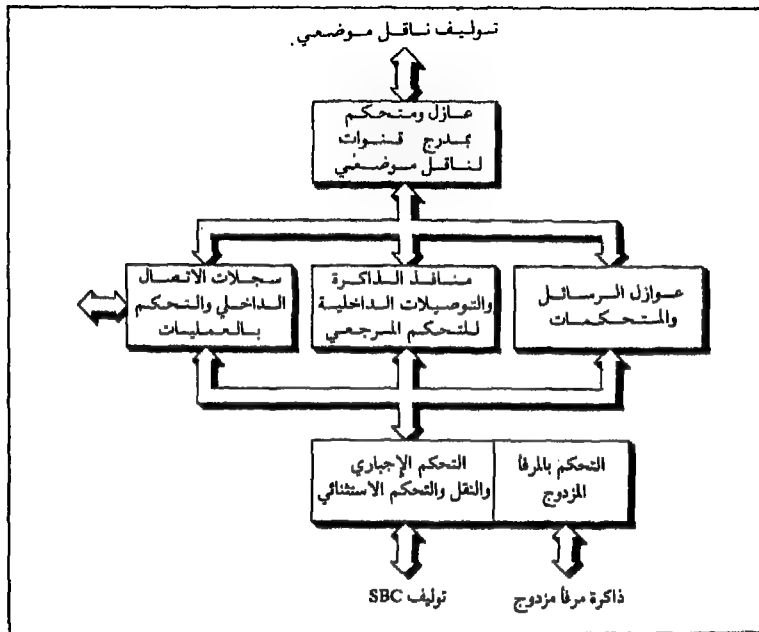 توليف ناقل موضعي.
عازل ومتحكم
بمدرج قنوات
لناقل موضعي
سجلات الاتصال
الداخلي والتحكم
بالعمليات
منافذ الذاكرة
والتوصيلات الداخلية
للتحكم المرجعي
عوازل الرسائل
والمتحكمات
التحكم الإجباري
والنقل والتحكم الاستثنائي
التحكم بالمرفأ
المزدوج
توليف SBC
ذاكرة مرفأ مزدوج